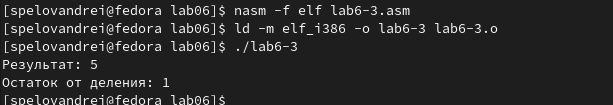 [spelovandrei@fedora lab06]$ nasm -f elf lab6-3.asm
[spelovandrei@fedora lab06]$ ld -m elf_i386 -o lab6-3 lab6-3.o
[spelovandrei@fedora lab06]$ ./lab6-3
Результат: 5
Остаток от деления: 1
[spelovandrei@fedora lab06]$